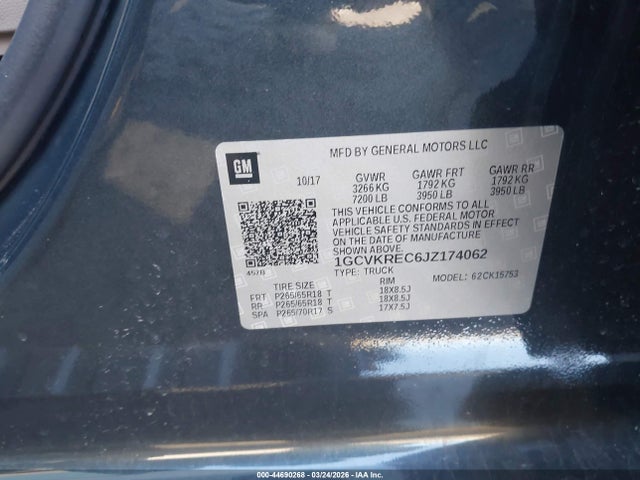 MFD BY GENERAL MOTORS LLC
GM
10/17
GVWR GAWR FRT GAWR RR
3266 KG 1792 KG 1792 KG
7200 LB 3950 LB 3950 LB
THIS VEHICLE CONFORMS TO ALL
APPLICABLE U.S. FEDERAL MOTOR
VEHICLE SAFETY STANDARDS IN EFFECT
ON THE DATE OF MANUFACTURE
SHOWN ABOVE.
1GCVKREC6JZ174062
TYPE: TRUCK
MODEL: 62CK15753
TIRE SIZE RIM
FRT P265/65R18 T 18X8.5J
RR P265/65R18 T 18X8.5J
SPA P265/70R17 S 17X7.5J
000-44690268 - 03/24/2026 - IAA Inc.